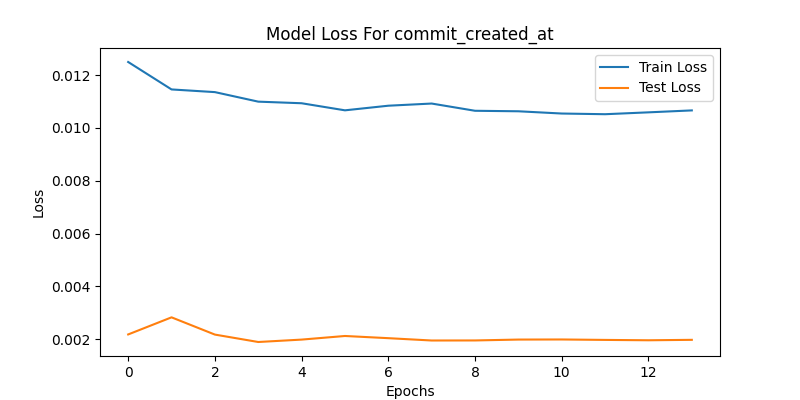 Model Loss For commit_created_at
Train Loss
Test Loss
Loss
0.012
0.010
0.008
0.006
0.004
0.002
0
2
4
6
8
10
12
Epochs